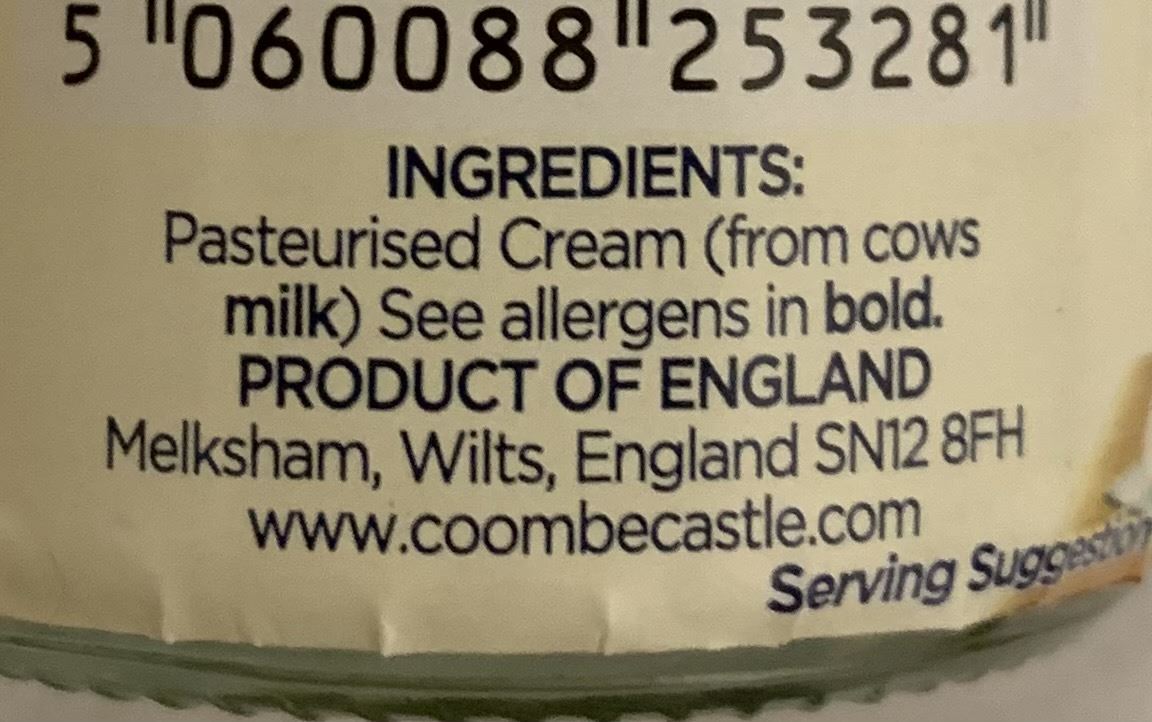 5 060088 253281
INGREDIENTS:
Pasteurised Cream (from cows
milk) See allergens in bold.
PRODUCT OF ENGLAND
Melksham, Wilts, England SN12 8FH
www.coombecastle.com
Serving Suggestion